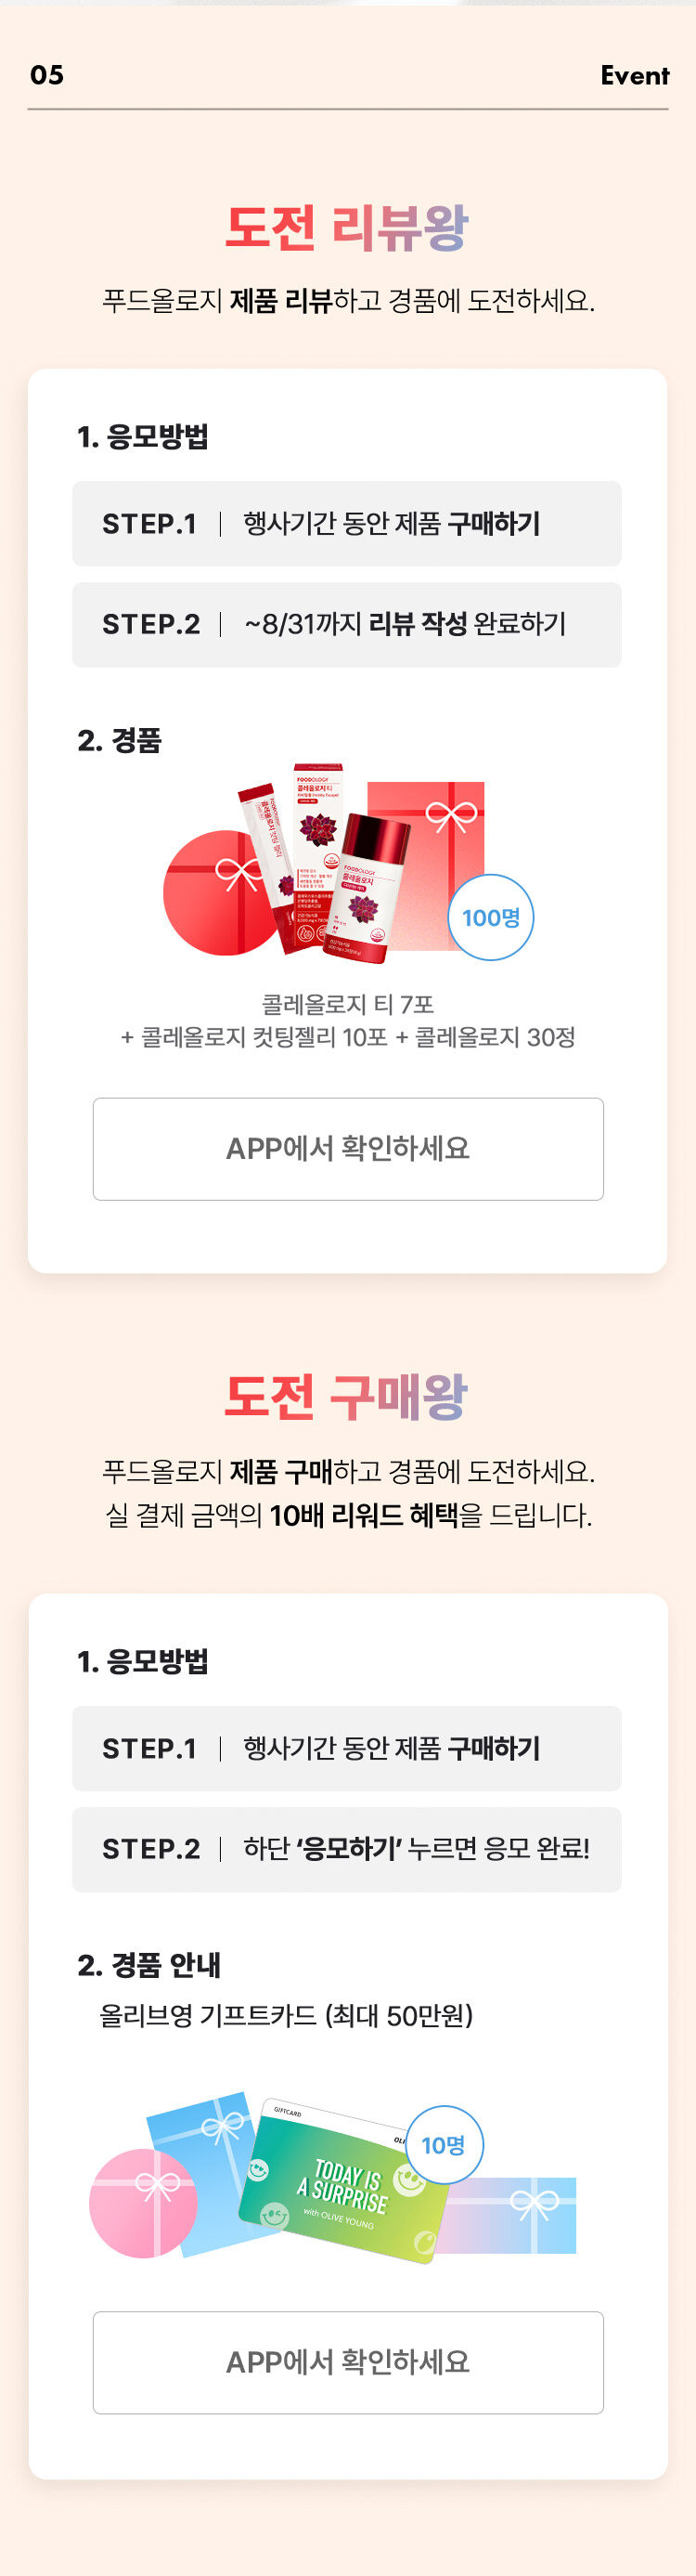 05
Event
도전 리뷰왕
푸드올로지 제품 리뷰하고 경품에 도전하세요.
1. 응모방법
STEP.1 | 행사기간 동안 제품 구매하기
STEP.2 | ~8/31까지 리뷰 작성 완료하기
2. 경품
FOODOLOGY
콜레올로지 티
콜레올로지 컷팅 젤리
FOODOLOGY
콜레올로지
100명
콜레올로지 티 7포
+ 콜레올로지 컷팅젤리 10포 + 콜레올로지 30정
APP에서 확인하세요
도전 구매왕
푸드올로지 제품 구매하고 경품에 도전하세요.
실 결제 금액의 10배 리워드 혜택을 드립니다.
1. 응모방법
STEP.1 | 행사기간 동안 제품 구매하기
STEP.2 | 하단 ‘응모하기’ 누르면 응모 완료!
2. 경품 안내
올리브영 기프트카드 (최대 50만원)
GIFTCARD
10명
TODAY IS
A SURPRISE
with OLIVE YOUNG
APP에서 확인하세요